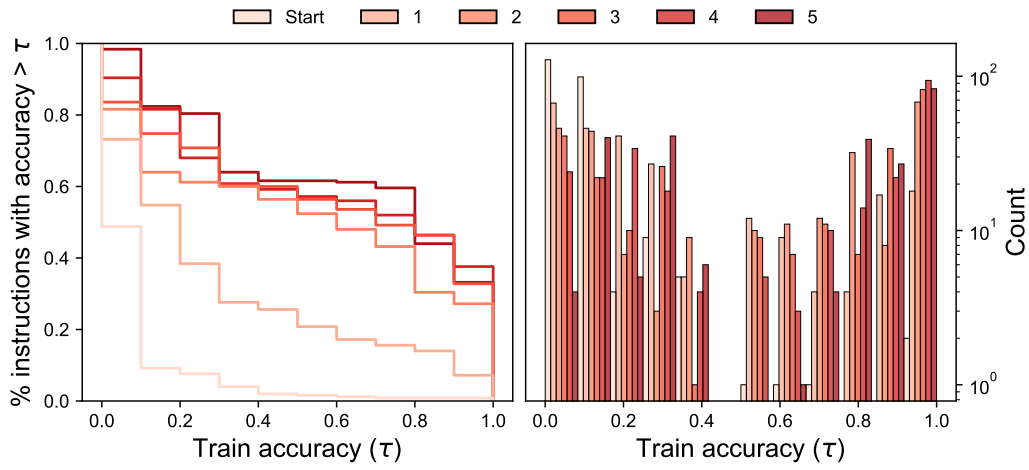 Start 1 2 3 4 5
% instructions with accuracy > τ
1.0
0.8
0.6
0.4
0.2
0.0
0.0 0.2 0.4 0.6 0.8 1.0
Train accuracy (τ)
0.0 0.2 0.4 0.6 0.8 1.0
Train accuracy (τ)
10²
10¹
10⁰
Count